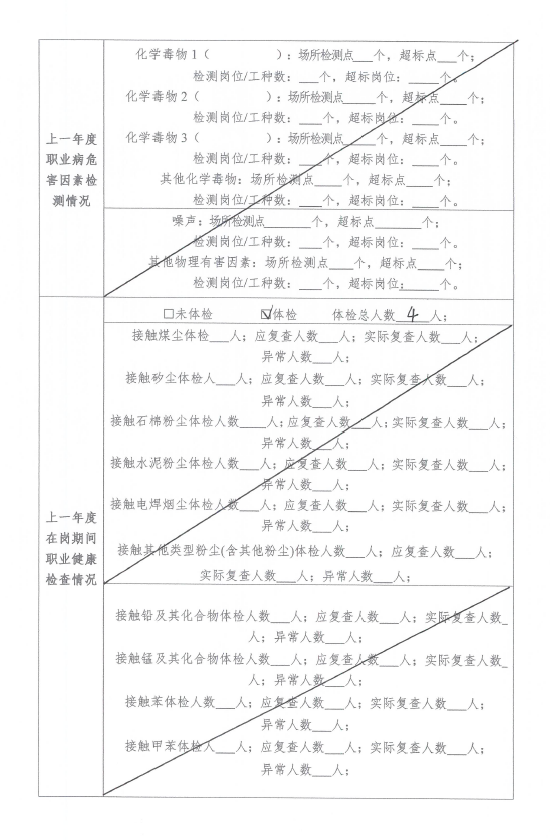 上一年度
职业病危
害因素检
测情况
化学毒物 1（ ）：场所检测点___个，超标点___个；
检测岗位/工种数：___个，超标岗位：_____个。
化学毒物 2（ ）：场所检测点_____个，超标点____个；
检测岗位/工种数：___个，超标岗位：____个。
化学毒物 3（ ）：场所检测点_____个，超标点____个；
检测岗位/工种数：___个，超标岗位：____个。
其他化学毒物：场所检测点____个，超标点____个；
检测岗位/工种数：___个，超标岗位：____个。
噪声：场所检测点_______个，超标点_______个；
检测岗位/工种数：___个，超标岗位：____个。
其他物理有害因素：场所检测点____个，超标点____个；
检测岗位/工种数：___个，超标岗位:______个。
上一年度
在岗期间
职业健康
检查情况
□未体检 ☑体检 体检总人数 4 人；
接触煤尘体检___人；应复查人数___人；实际复查人数___人；
异常人数___人；
接触矽尘体检人___人；应复查人数___人；实际复查人数___人；
异常人数___人；
接触石棉粉尘体检人数____人；应复查人数___人；实际复查人数___人；
异常人数___人；
接触水泥粉尘体检人数___人；应复查人数___人；实际复查人数___人；
异常人数___人；
接触电焊烟尘体检人数___人；应复查人数___人；实际复查人数___人；
异常人数___人；
接触其他类型粉尘(含其他粉尘)体检人数___人；应复查人数___人；
实际复查人数___人；异常人数___人；
接触铅及其化合物体检人数___人；应复查人数___人；实际复查人数_
人；异常人数___人；
接触锰及其化合物体检人数___人；应复查人数___人；实际复查人数_
人；异常人数___人；
接触苯体检人数___人；应复查人数___人；实际复查人数___人；
异常人数___人；
接触甲苯体检人___人；应复查人数___人；实际复查人数___人；
异常人数___人；